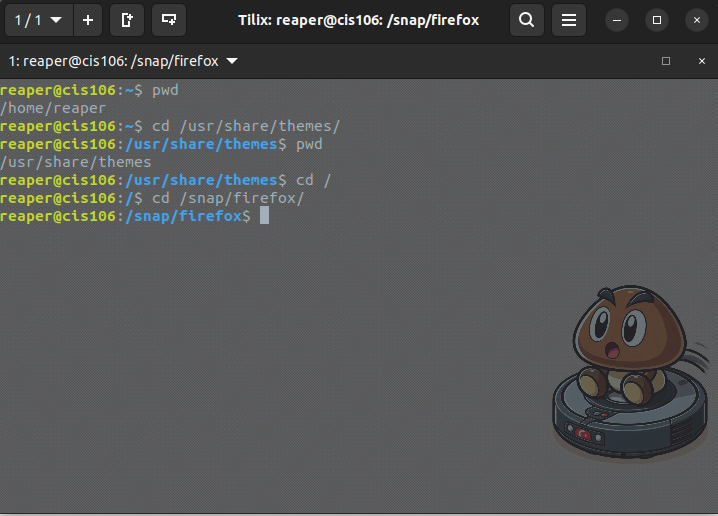 1 / 1
Tilix: reaper@cis106: /snap/firefox
1: reaper@cis106: /snap/firefox
reaper@cis106:~$ pwd
/home/reaper
reaper@cis106:~$ cd /usr/share/themes/
reaper@cis106:/usr/share/themes$ pwd
/usr/share/themes
reaper@cis106:/usr/share/themes$ cd /
reaper@cis106:/$ cd /snap/firefox/
reaper@cis106:/snap/firefox$